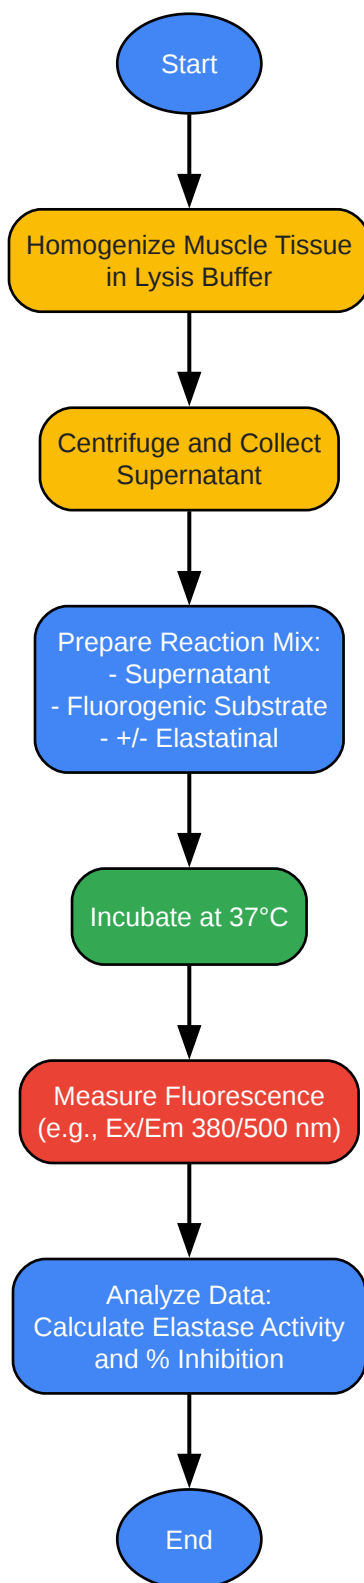 Start
Homogenize Muscle Tissue
in Lysis Buffer
Centrifuge and Collect
Supernatant
Prepare Reaction Mix:
- Supernatant
- Fluorogenic Substrate
- +/- Elastatinal
Incubate at 37°C
Measure Fluorescence
(e.g., Ex/Em 380/500 nm)
Analyze Data:
Calculate Elastase Activity
and % Inhibition
End